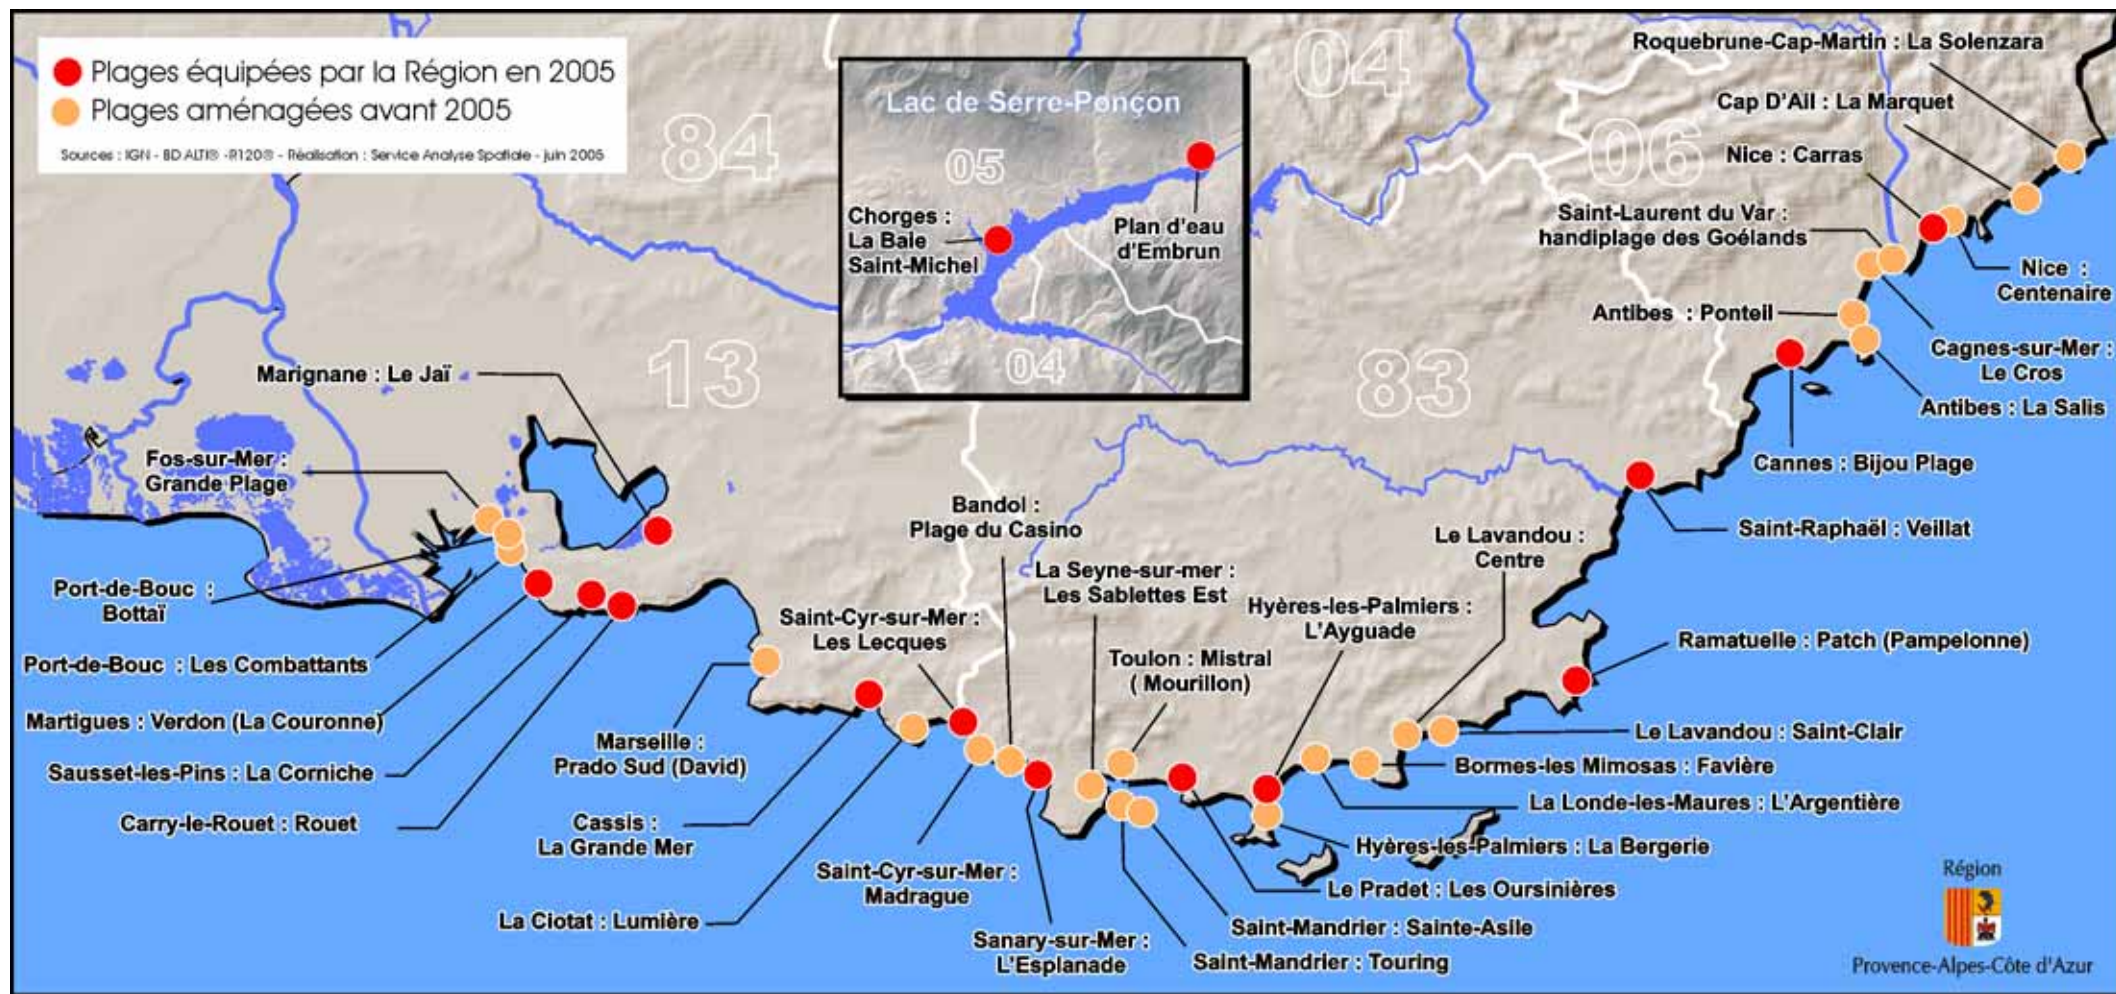 Plages équipées par la Région en 2005
Plages aménagées avant 2005
Sources : IGN - BD ALTI® -R120® - Réalisation : Service Analyse Spatiale - juin 2005
84
04
06
13
83
Lac de Serre-Ponçon
05
Chorges :
La Baie
Saint-Michel
Plan d'eau
d'Embrun
04
Roquebrune-Cap-Martin : La Solenzara
Cap D'Ail : La Marquet
Nice : Carras
Saint-Laurent du Var :
handiplage des Goélands
Nice :
Centenaire
Antibes : Ponteil
Cagnes-sur-Mer :
Le Cros
Antibes : La Salis
Cannes : Bijou Plage
Saint-Raphaël : Veillat
Marignane : Le Jaï
Fos-sur-Mer :
Grande Plage
Port-de-Bouc :
Bottaï
Port-de-Bouc : Les Combattants
Martigues : Verdon (La Couronne)
Sausset-les-Pins : La Corniche
Carry-le-Rouet : Rouet
Marseille :
Prado Sud (David)
Cassis :
La Grande Mer
La Ciotat : Lumière
Saint-Cyr-sur-Mer :
Les Lecques
Saint-Cyr-sur-Mer :
Madrague
Bandol :
Plage du Casino
Sanary-sur-Mer :
L'Esplanade
La Seyne-sur-mer :
Les Sablettes Est
Toulon : Mistral
( Mourillon)
Saint-Mandrier : Touring
Saint-Mandrier : Sainte-Asile
Le Pradet : Les Oursinières
Hyères-les-Palmiers :
L'Ayguade
Hyères-les-Palmiers : La Bergerie
La Londe-les-Maures : L'Argentière
Bormes-les Mimosas : Favière
Le Lavandou :
Centre
Le Lavandou : Saint-Clair
Ramatuelle : Patch (Pampelonne)
Région
Provence-Alpes-Côte d'Azur